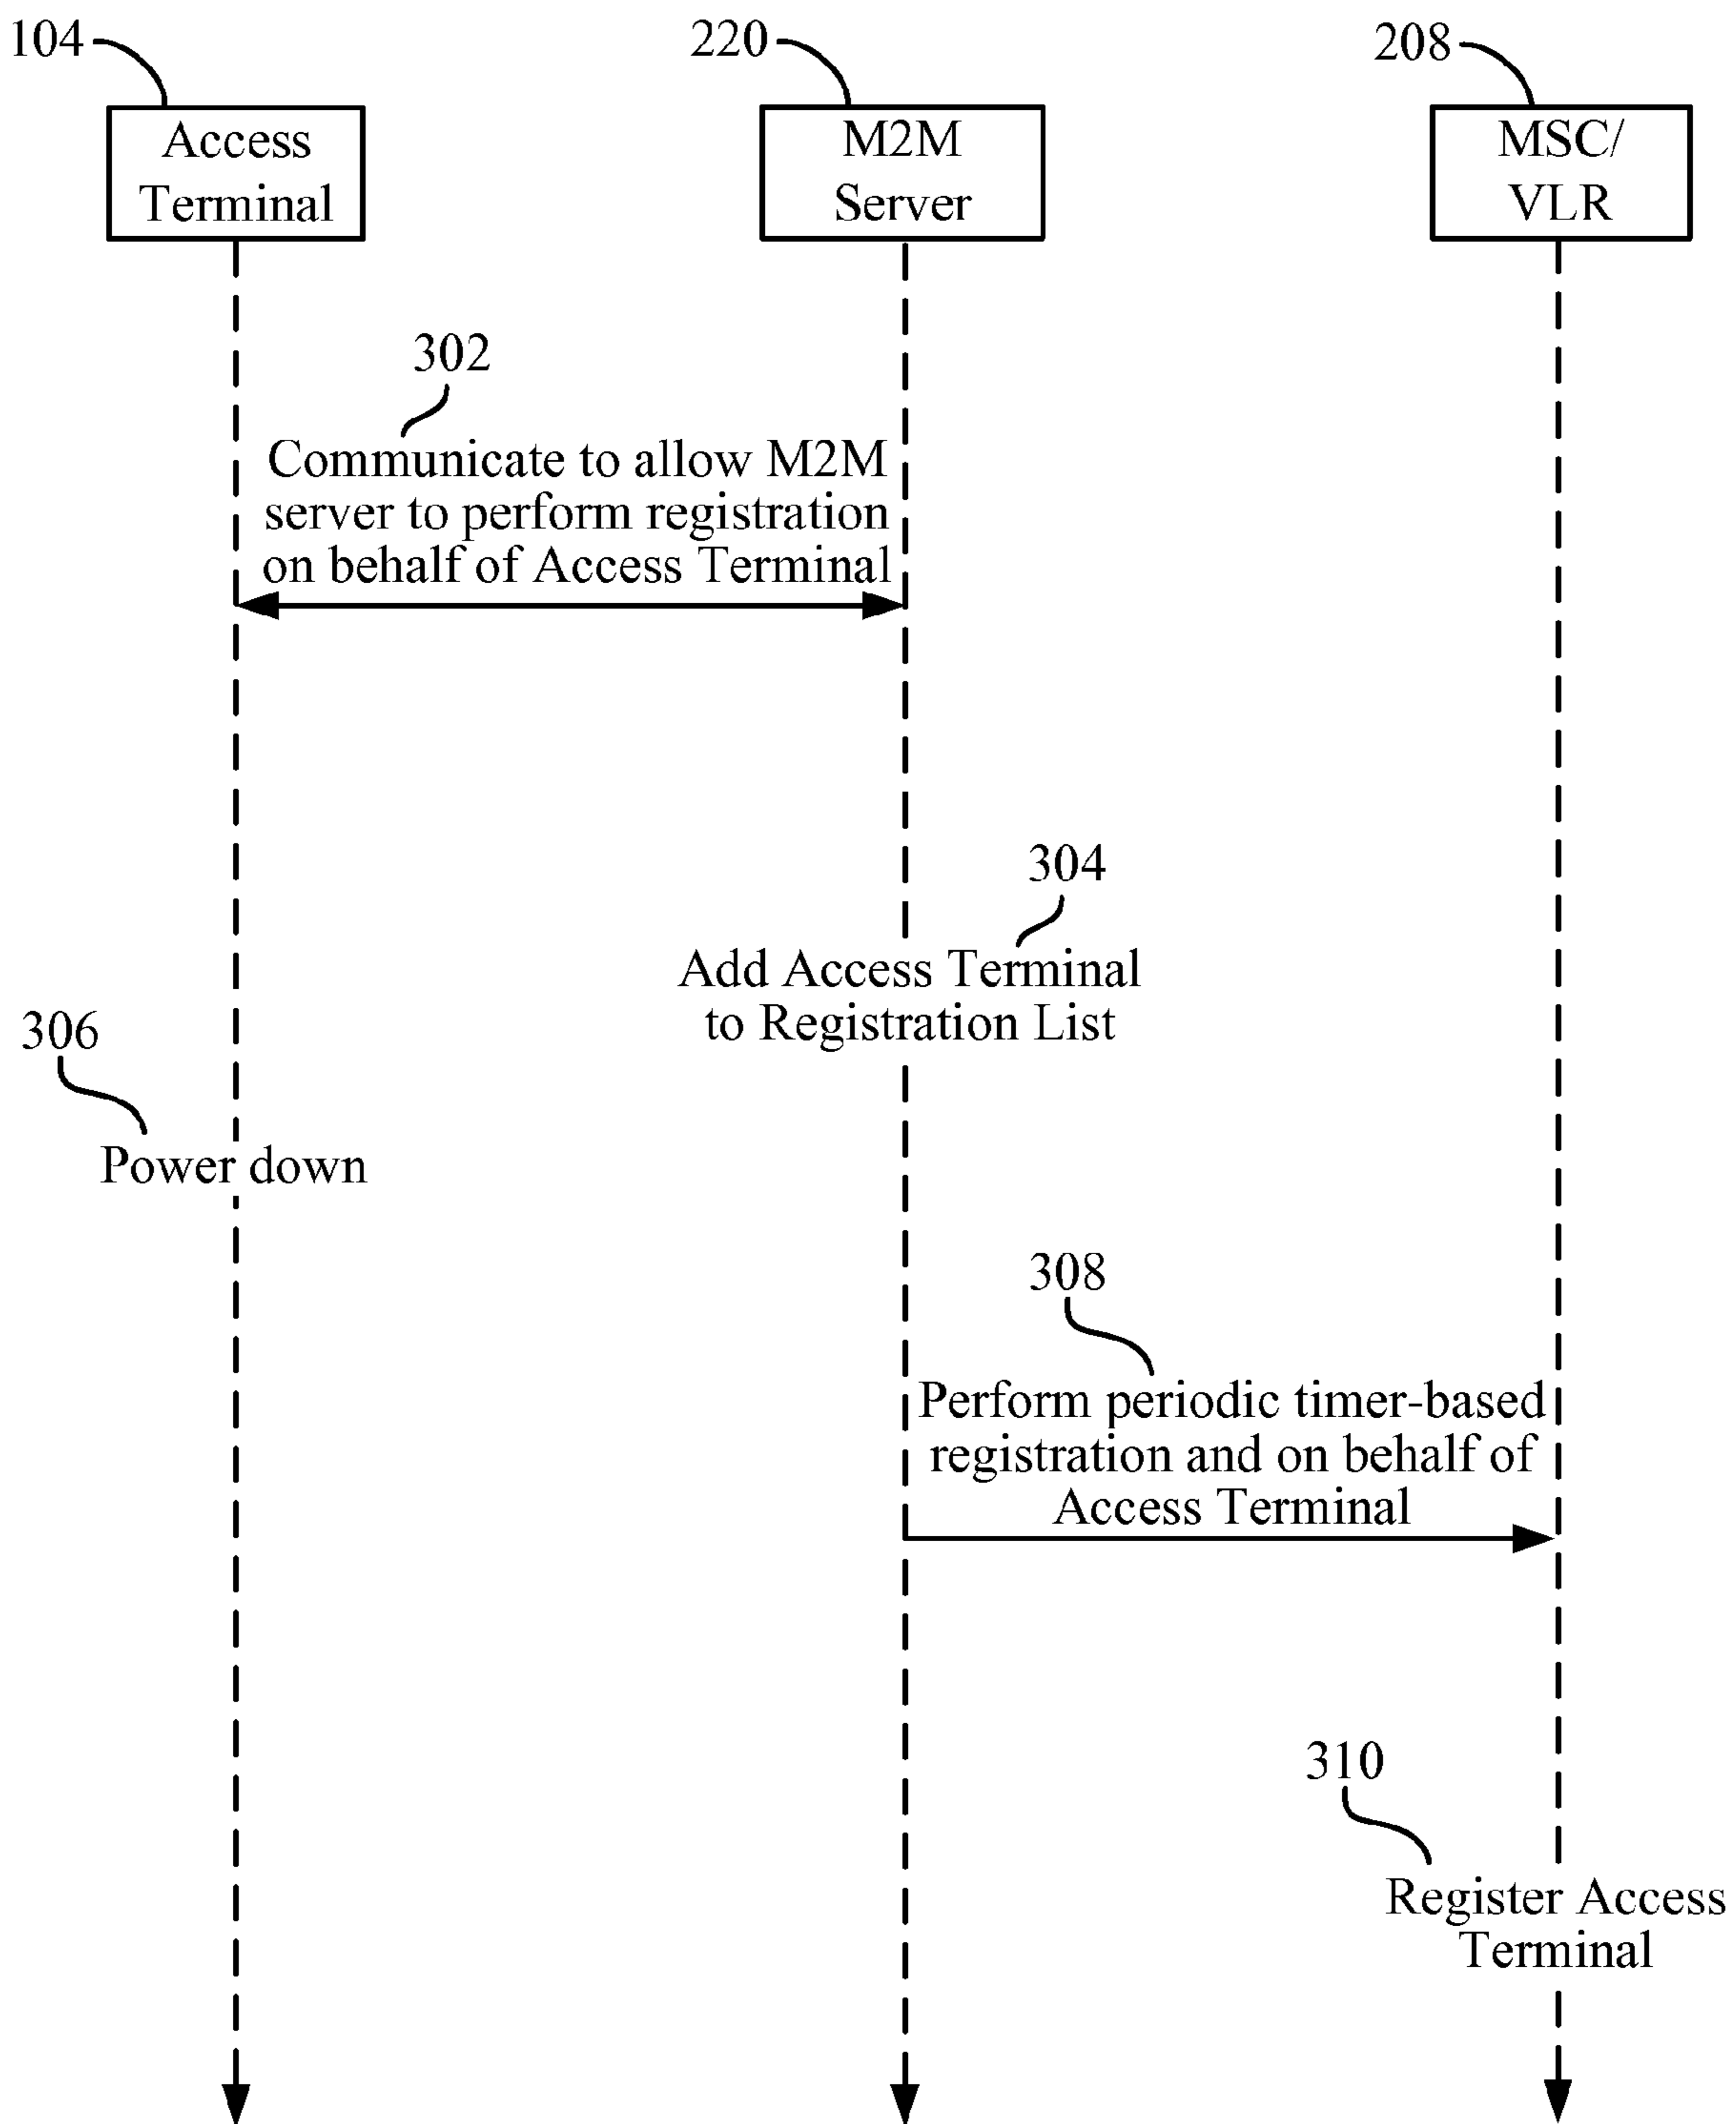 104
220
208
Access
Terminal
M2M
Server
MSC/
VLR
302
Communicate to allow M2M
server to perform registration
on behalf of Access Terminal
304
Add Access Terminal
to Registration List
306
Power down
308
Perform periodic timer-based
registration and on behalf of
Access Terminal
310
Register Access
Terminal